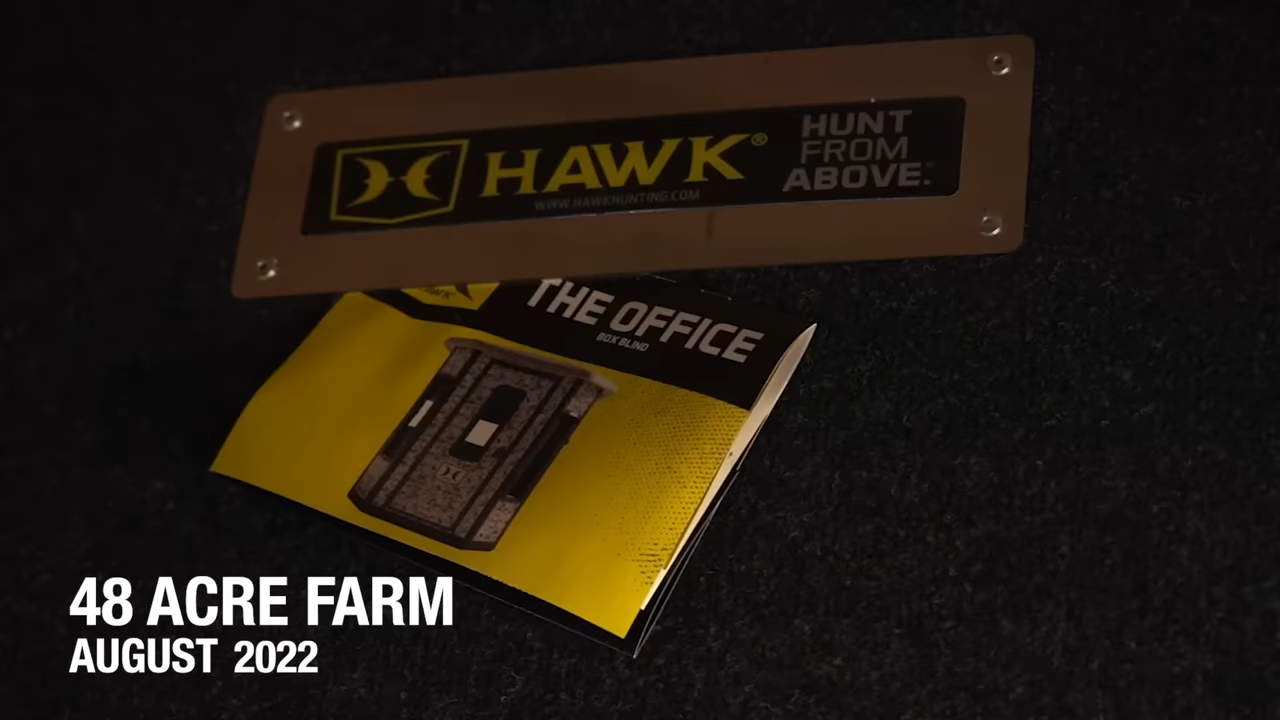 HAWK®
WWW.HAWKHUNTING.COM
HUNT
FROM
ABOVE.
THE OFFICE
BOX BLIND
48 ACRE FARM
AUGUST 2022